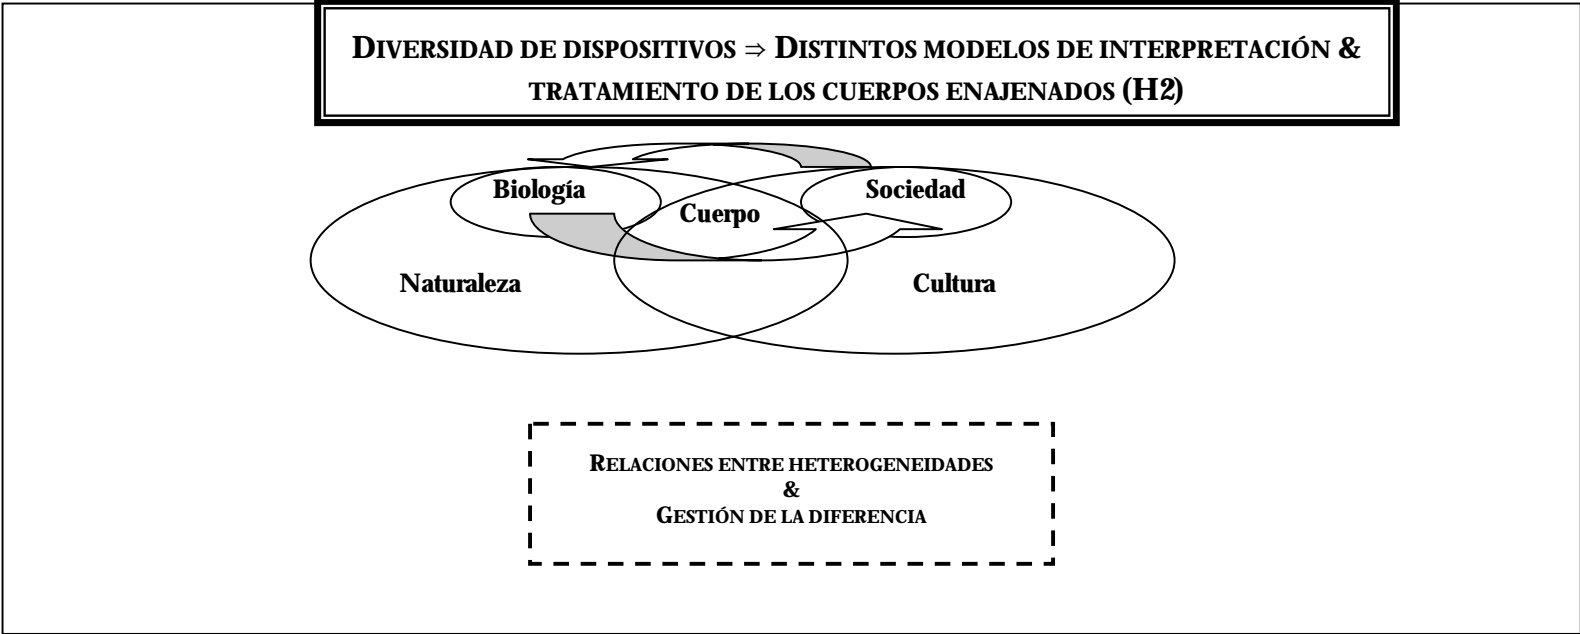 DIVERSIDAD DE DISPOSITIVOS ⇒ DISTINTOS MODELOS DE INTERPRETACIÓN &
TRATAMIENTO DE LOS CUERPOS ENAJENADOS (H2)
Biología
Sociedad
Cuerpo
Naturaleza
Cultura
RELACIONES ENTRE HETEROGENEIDADES
&
GESTIÓN DE LA DIFERENCIA